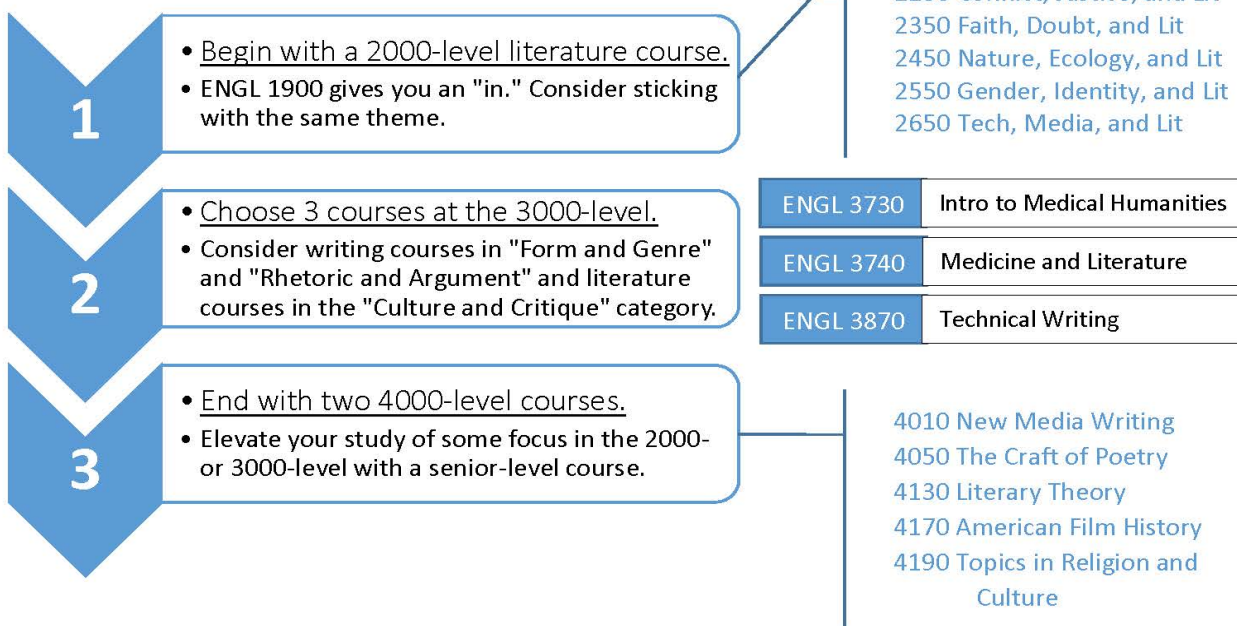 2350 Faith, Doubt, and Lit
2450 Nature, Ecology, and Lit
2550 Gender, Identity, and Lit
2650 Tech, Media, and Lit
1
• Begin with a 2000-level literature course.
• ENGL 1900 gives you an "in." Consider sticking
with the same theme.
2
• Choose 3 courses at the 3000-level.
• Consider writing courses in "Form and Genre"
and "Rhetoric and Argument" and literature
courses in the "Culture and Critique" category.
ENGL 3730 Intro to Medical Humanities
ENGL 3740 Medicine and Literature
ENGL 3870 Technical Writing
3
• End with two 4000-level courses.
• Elevate your study of some focus in the 2000-
or 3000-level with a senior-level course.
4010 New Media Writing
4050 The Craft of Poetry
4130 Literary Theory
4170 American Film History
4190 Topics in Religion and
Culture